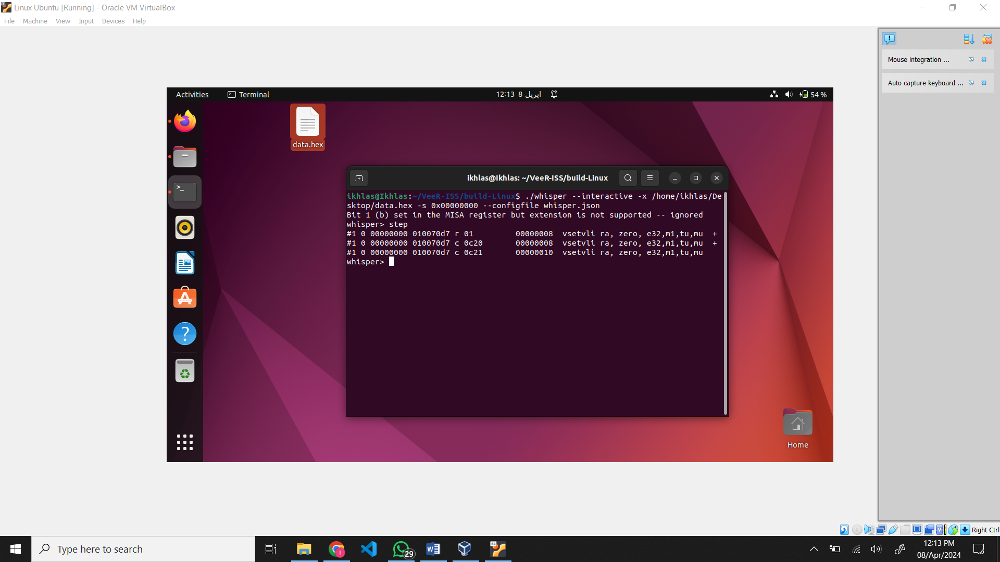 Linux Ubuntu [Running] - Oracle VM VirtualBox
File Machine View Input Devices Help
Mouse integration ...
Auto capture keyboard ...
Activities Terminal 12:13 8 اپریل 54 %
data.hex
ikhlas@Ikhlas: ~/VeeR-ISS/build-Linux
ikhlas@Ikhlas:~/VeeR-ISS/build-Linux$ ./whisper --interactive -x /home/ikhlas/De
sktop/data.hex -s 0x00000000 --configfile whisper.json
Bit 1 (b) set in the MISA register but extension is not supported -- ignored
whisper> step
#1 0 00000000 010070d7 r 01         00000008  vsetvli ra, zero, e32,m1,tu,mu  +
#1 0 00000000 010070d7 c 0c20       00000008  vsetvli ra, zero, e32,m1,tu,mu  +
#1 0 00000000 010070d7 c 0c21       00000010  vsetvli ra, zero, e32,m1,tu,mu
whisper>
Home
Right Ctrl
Type here to search
64
29
I
64
12:13 PM
08/Apr/2024